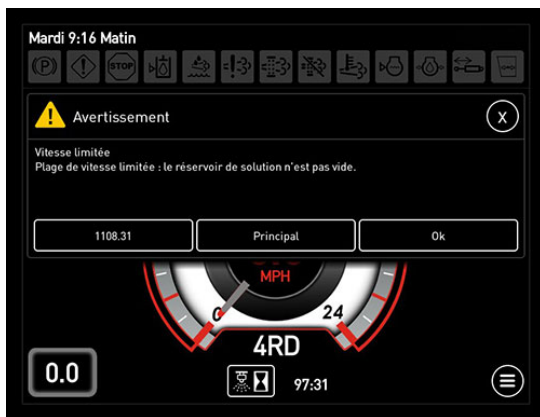 Mardi 9:16 Matin
(P) STOP
Avertissement
X
Vitesse limitée
Plage de vitesse limitée : le réservoir de solution n'est pas vide.
1108.31 Principal Ok
MPH
0 24
4RD
0.0 97:31